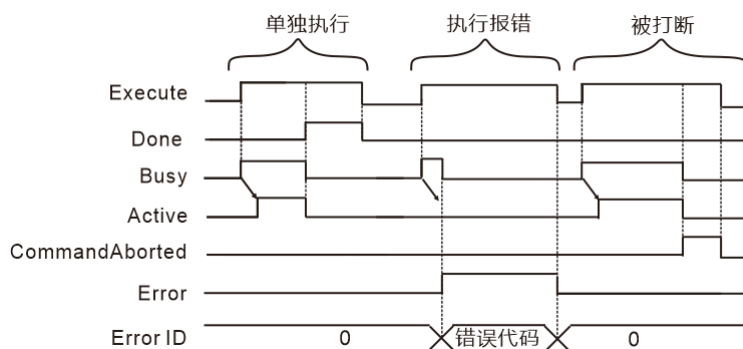 单独执行 执行报错 被打断
Execute
Done
Busy
Active
CommandAborted
Error
Error ID 0 错误代码 0